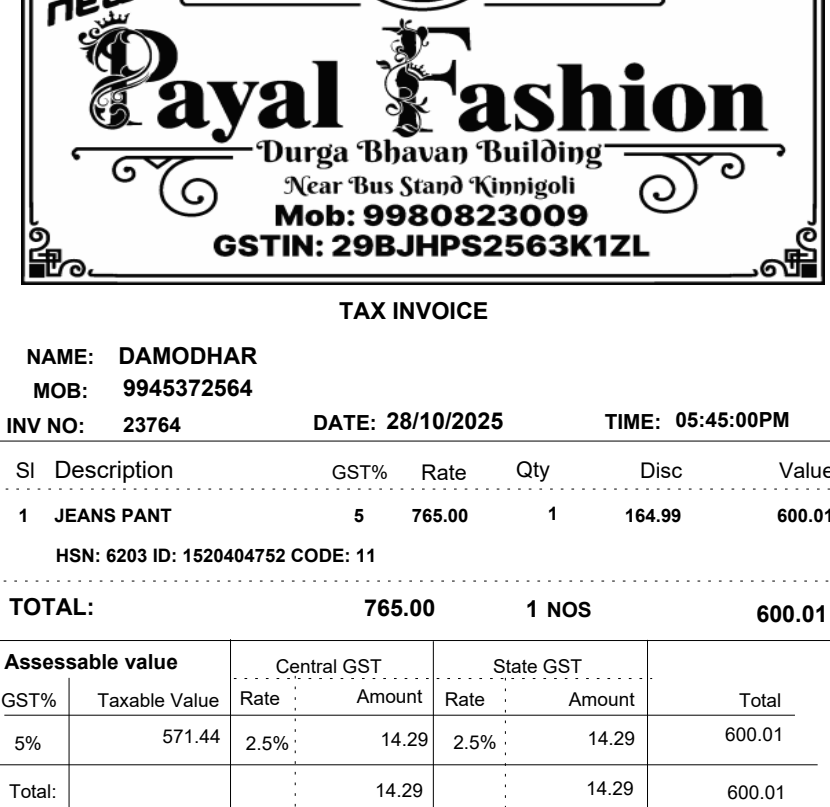 new
Payal Fashion
Durga Bhavan Building
Near Bus Stand Kinnigoli
Mob: 9980823009
GSTIN: 29BJHPS2563K1ZL
TAX INVOICE
NAME: DAMODHAR
MOB: 9945372564
INV NO: 23764 DATE: 28/10/2025 TIME: 05:45:00PM
Sl Description GST% Rate Qty Disc Value
1 JEANS PANT 5 765.00 1 164.99 600.01
HSN: 6203 ID: 1520404752 CODE: 11
TOTAL: 765.00 1 NOS 600.01
Assessable value Central GST State GST
GST% Taxable Value Rate Amount Rate Amount Total
5% 571.44 2.5% 14.29 2.5% 14.29 600.01
Total: 14.29 14.29 600.01